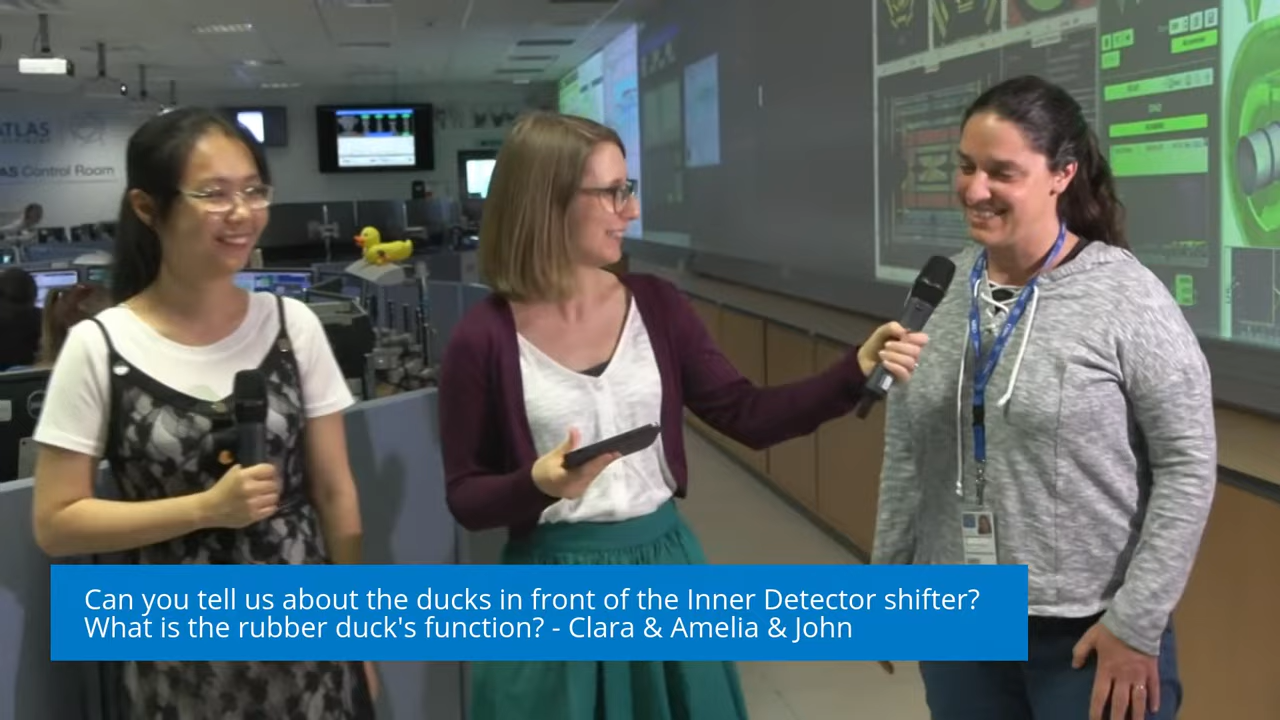 ATLAS
AS Control Room
Can you tell us about the ducks in front of the Inner Detector shifter?
What is the rubber duck's function? - Clara & Amelia & John